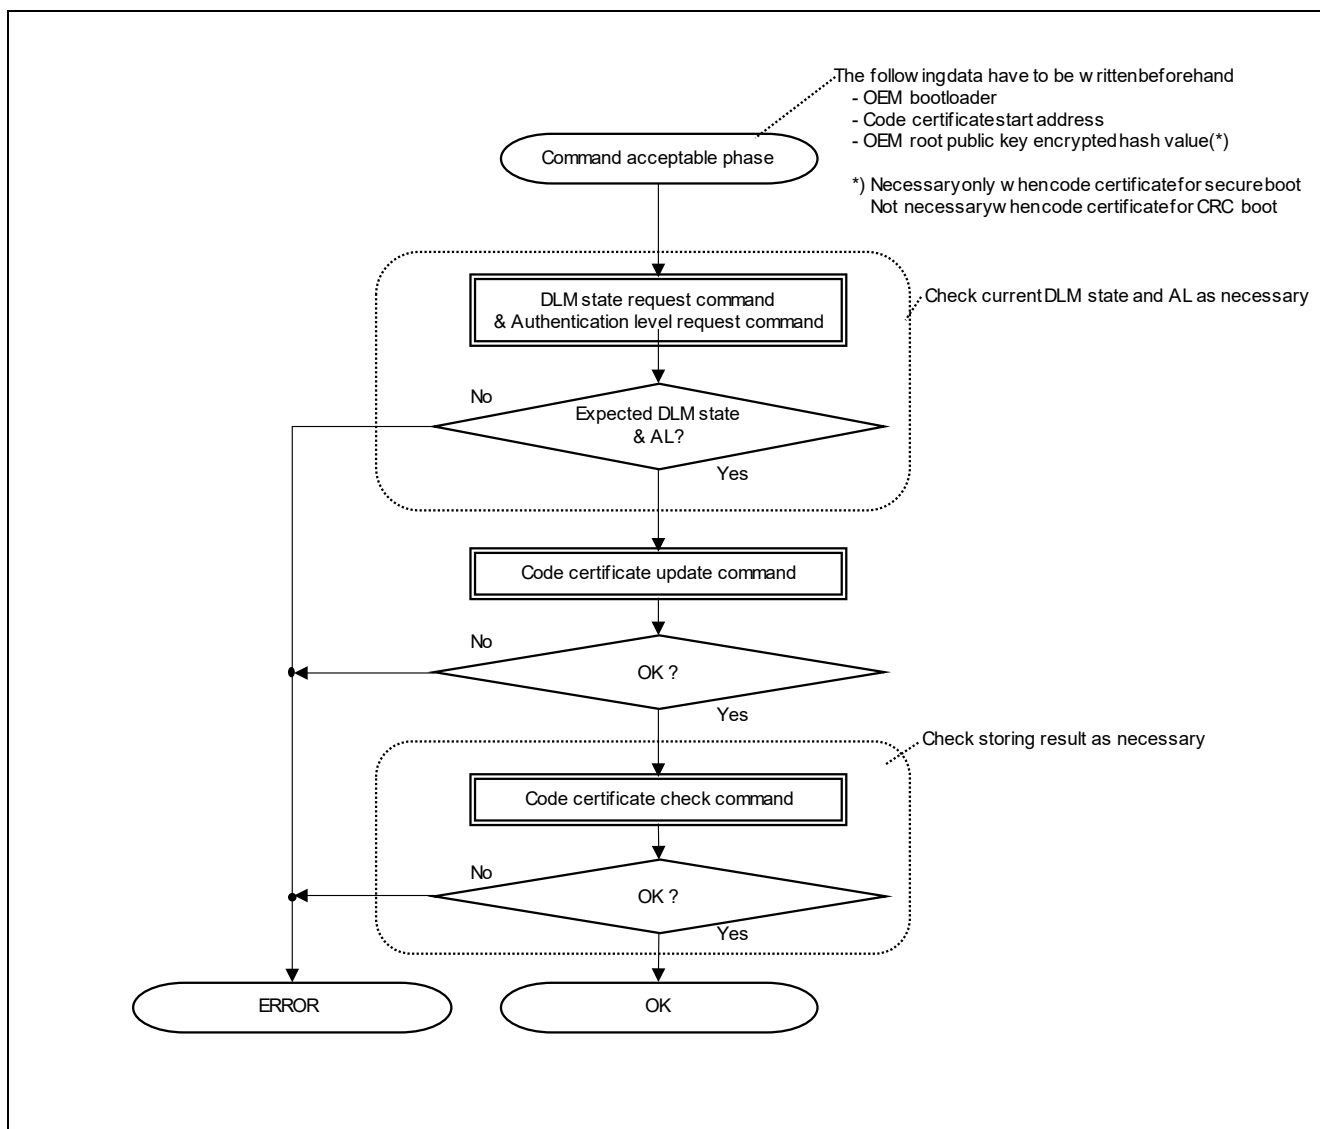 The following data have to be written beforehand
- OEM bootloader
- Code certificate start address
- OEM root public key encrypted hash value(*)
Command acceptable phase
*) Necessary only when code certificate for secure boot
Not necessary when code certificate for CRC boot
DLM state request command
& Authentication level request command
Check current DLM state and AL as necessary
No
Expected DLM state
& AL?
Yes
Code certificate update command
No
OK ?
Yes
Check storing result as necessary
Code certificate check command
No
OK ?
Yes
ERROR
OK